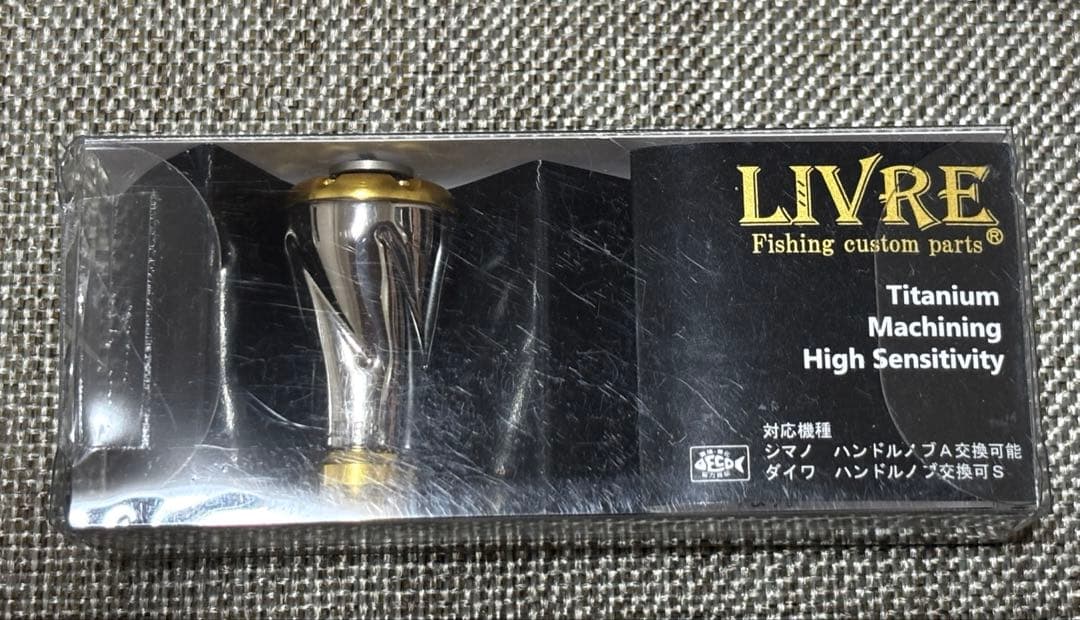 LIVRE
Fishing custom parts®
Titanium
Machining
High Sensitivity
対応機種
シマノ ハンドルノブA交換可能
ダイワ ハンドルノブ交換可S
ECO